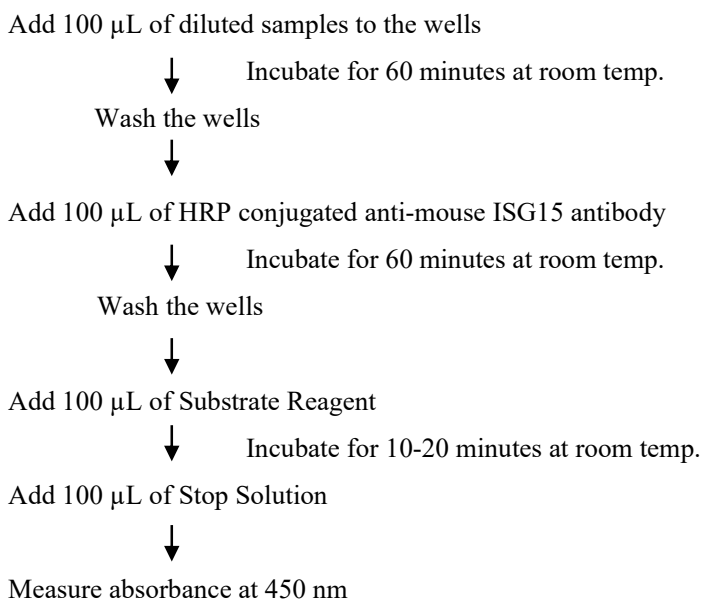 Add 100 µL of diluted samples to the wells
Incubate for 60 minutes at room temp.
Wash the wells
Add 100 µL of HRP conjugated anti-mouse ISG15 antibody
Incubate for 60 minutes at room temp.
Wash the wells
Add 100 µL of Substrate Reagent
Incubate for 10-20 minutes at room temp.
Add 100 µL of Stop Solution
Measure absorbance at 450 nm